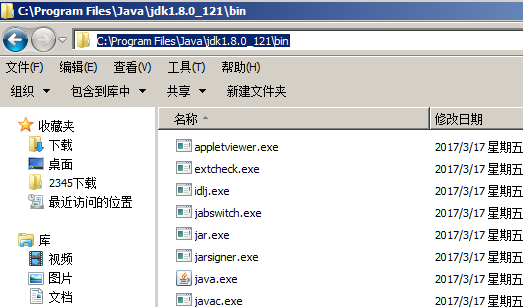 C:\Program Files\Java\jdk1.8.0_121\bin
C:\Program Files\Java\jdk1.8.0_121\bin
文件(F) 编辑(E) 查看(V) 工具(T) 帮助(H)
组织 包含到库中 共享 新建文件夹
收藏夹
下载
桌面
2345下载
最近访问的位置
库
视频
图片
文档
名称 修改日期
appletviewer.exe 2017/3/17 星期五
extcheck.exe 2017/3/17 星期五
idlj.exe 2017/3/17 星期五
jabswitch.exe 2017/3/17 星期五
jar.exe 2017/3/17 星期五
jarsigner.exe 2017/3/17 星期五
java.exe 2017/3/17 星期五
javac.exe 2017/3/17 星期五